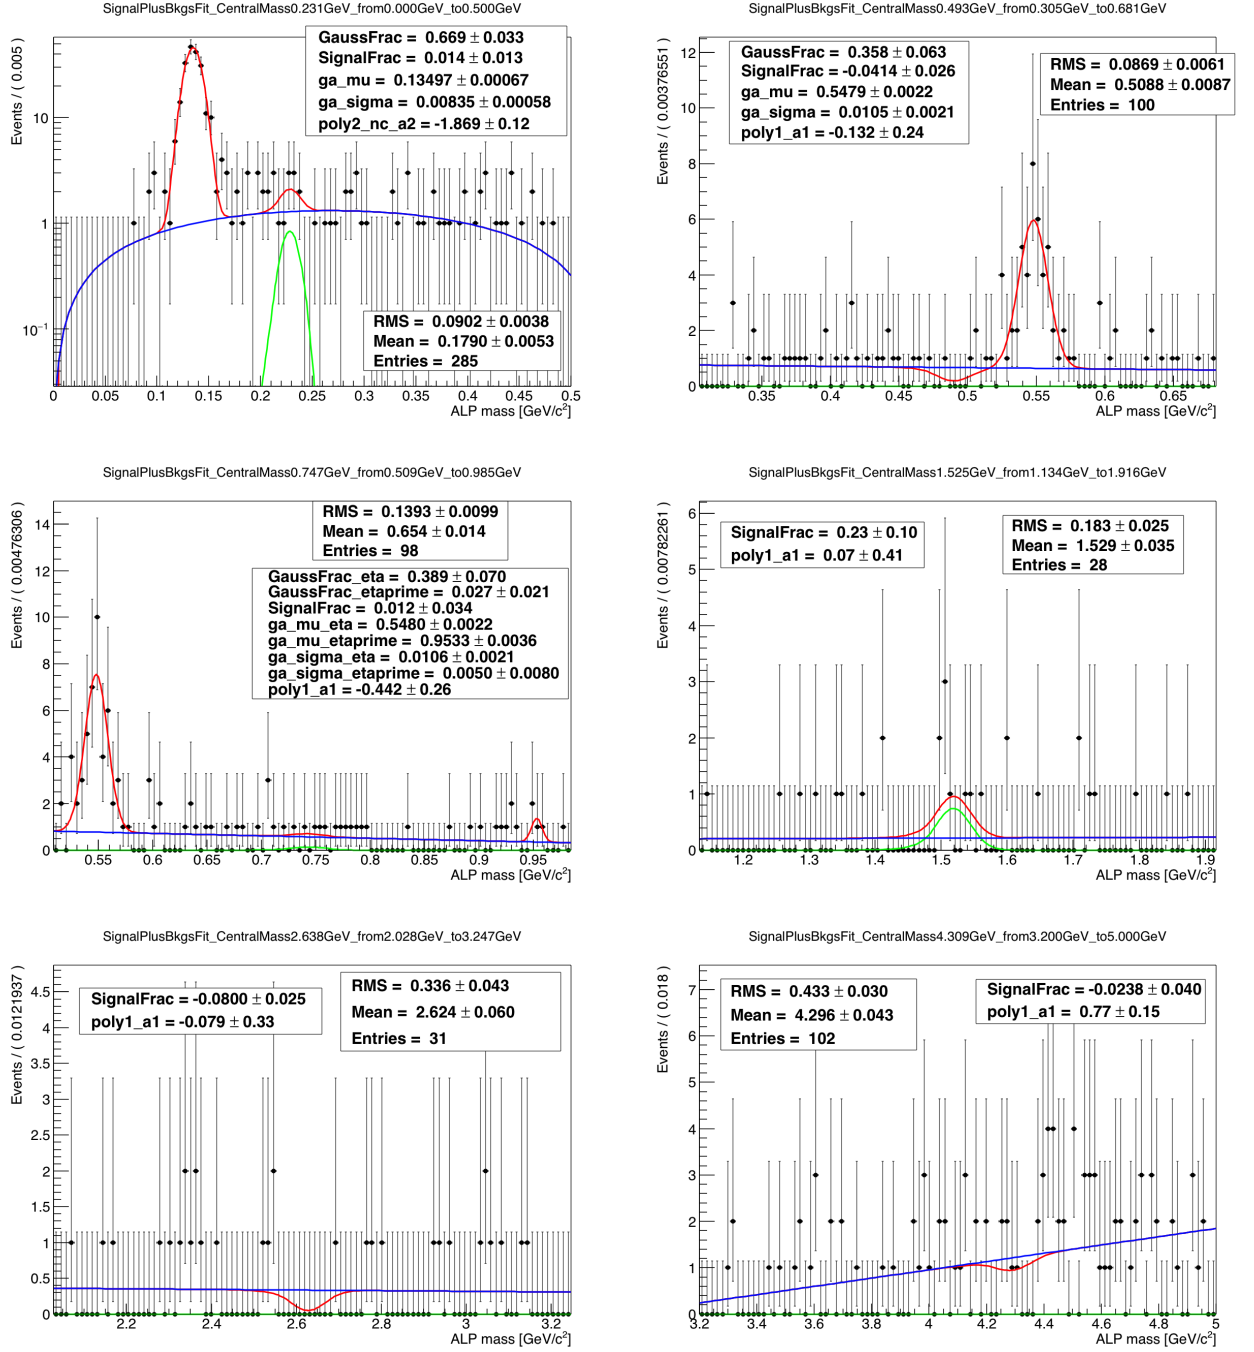 SignalPlusBkgsFit_CentralMass0.231GeV_from0.000GeV_to0.500GeV
Events / ( 0.005 )
GaussFrac = 0.669 ± 0.033
SignalFrac = 0.014 ± 0.013
ga_mu = 0.13497 ± 0.00067
ga_sigma = 0.00835 ± 0.00058
poly2_nc_a2 = -1.869 ± 0.12
10
1
10⁻¹
RMS = 0.0902 ± 0.0038
Mean = 0.1790 ± 0.0053
Entries = 285
0 0.05 0.1 0.15 0.2 0.25 0.3 0.35 0.4 0.45 0.5
ALP mass [GeV/c²]
SignalPlusBkgsFit_CentralMass0.493GeV_from0.305GeV_to0.681GeV
Events / ( 0.00376551 )
GaussFrac = 0.358 ± 0.063
SignalFrac = -0.0414 ± 0.026
ga_mu = 0.5479 ± 0.0022
ga_sigma = 0.0105 ± 0.0021
poly1_a1 = -0.132 ± 0.24
RMS = 0.0869 ± 0.0061
Mean = 0.5088 ± 0.0087
Entries = 100
12
10
8
6
4
2
0
0.35 0.4 0.45 0.5 0.55 0.6 0.65
ALP mass [GeV/c²]
SignalPlusBkgsFit_CentralMass0.747GeV_from0.509GeV_to0.985GeV
Events / ( 0.00476306 )
RMS = 0.1393 ± 0.0099
Mean = 0.654 ± 0.014
Entries = 98
GaussFrac_eta = 0.389 ± 0.070
GaussFrac_etaprime = 0.027 ± 0.021
SignalFrac = 0.012 ± 0.034
ga_mu_eta = 0.5480 ± 0.0022
ga_mu_etaprime = 0.9533 ± 0.0036
ga_sigma_eta = 0.0106 ± 0.0021
ga_sigma_etaprime = 0.0050 ± 0.0080
poly1_a1 = -0.442 ± 0.26
14
12
10
8
6
4
2
0
0.55 0.6 0.65 0.7 0.75 0.8 0.85 0.9 0.95
ALP mass [GeV/c²]
SignalPlusBkgsFit_CentralMass1.525GeV_from1.134GeV_to1.916GeV
Events / ( 0.00782261 )
SignalFrac = 0.23 ± 0.10
poly1_a1 = 0.07 ± 0.41
RMS = 0.183 ± 0.025
Mean = 1.529 ± 0.035
Entries = 28
6
5
4
3
2
1
0
1.2 1.3 1.4 1.5 1.6 1.7 1.8 1.9
ALP mass [GeV/c²]
SignalPlusBkgsFit_CentralMass2.638GeV_from2.028GeV_to3.247GeV
Events / ( 0.0121937 )
SignalFrac = -0.0800 ± 0.025
poly1_a1 = -0.079 ± 0.33
RMS = 0.336 ± 0.043
Mean = 2.624 ± 0.060
Entries = 31
4.5
4
3.5
3
2.5
2
1.5
1
0.5
0
2.2 2.4 2.6 2.8 3 3.2
ALP mass [GeV/c²]
SignalPlusBkgsFit_CentralMass4.309GeV_from3.200GeV_to5.000GeV
Events / ( 0.018 )
RMS = 0.433 ± 0.030
Mean = 4.296 ± 0.043
Entries = 102
SignalFrac = -0.0238 ± 0.040
poly1_a1 = 0.77 ± 0.15
7
6
5
4
3
2
1
0
3.2 3.4 3.6 3.8 4 4.2 4.4 4.6 4.8 5
ALP mass [GeV/c²]